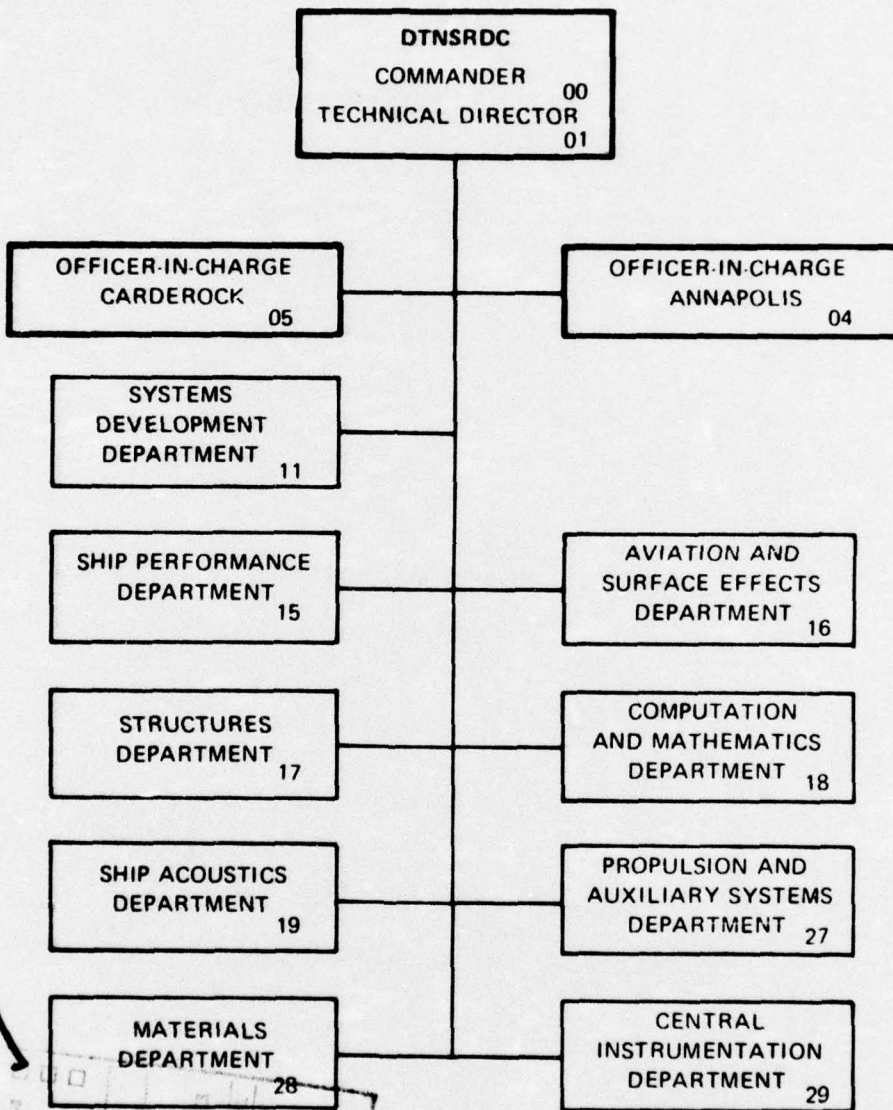 DTNSRDC
COMMANDER
00
TECHNICAL DIRECTOR
01
OFFICER-IN-CHARGE
CARDEROCK
05
OFFICER-IN-CHARGE
ANNAPOLIS
04
SYSTEMS
DEVELOPMENT
DEPARTMENT
11
SHIP PERFORMANCE
DEPARTMENT
15
AVIATION AND
SURFACE EFFECTS
DEPARTMENT
16
STRUCTURES
DEPARTMENT
17
COMPUTATION
AND MATHEMATICS
DEPARTMENT
18
SHIP ACOUSTICS
DEPARTMENT
19
PROPULSION AND
AUXILIARY SYSTEMS
DEPARTMENT
27
MATERIALS
DEPARTMENT
28
CENTRAL
INSTRUMENTATION
DEPARTMENT
29